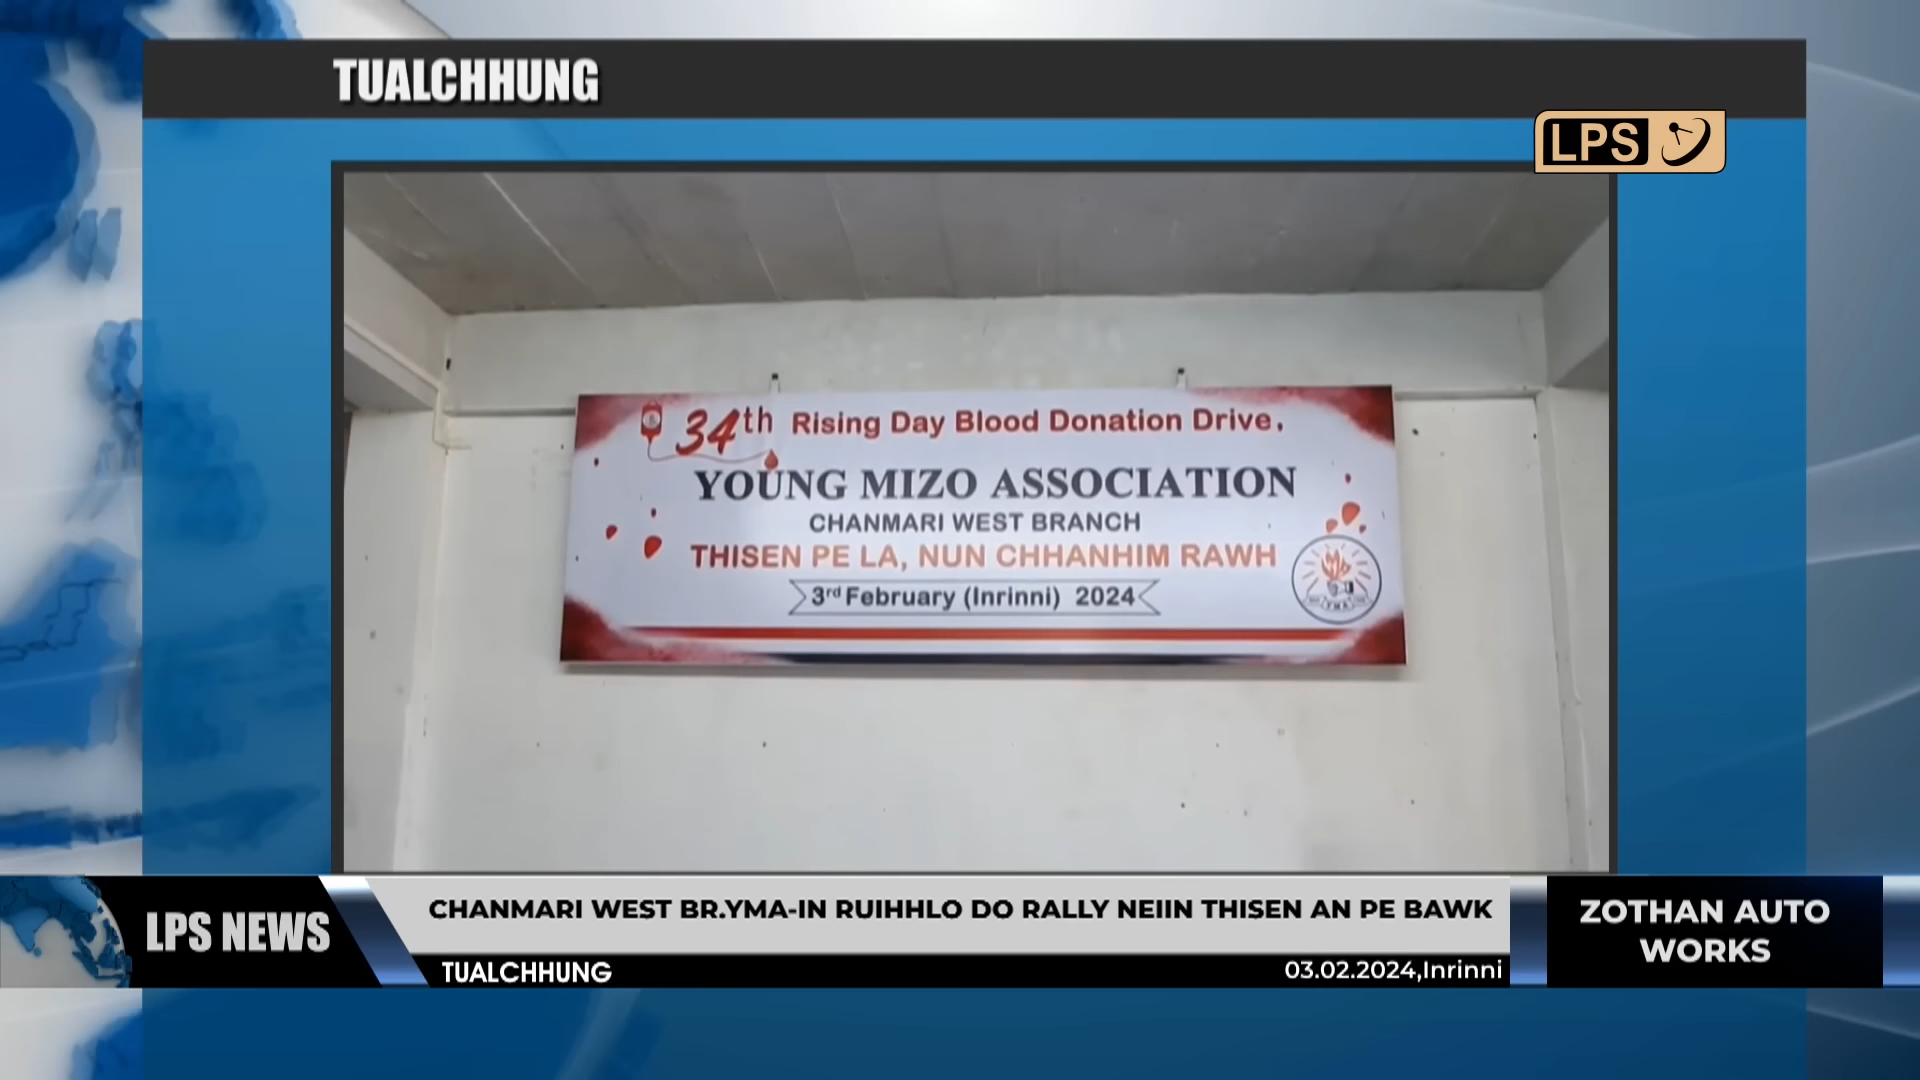 TUALCHHUNG
LPS
34th Rising Day Blood Donation Drive.
YOUNG MIZO ASSOCIATION
CHANMARI WEST BRANCH
THISEN PE LA, NUN CHHANHIM RAWH
3rd February (Inrinni) 2024
YMA
LPS NEWS
CHANMARI WEST BR.YMA-IN RUIHHLO DO RALLY NEIIN THISEN AN PE BAWK
TUALCHHUNG
03.02.2024,Inrinni
ZOTHAN AUTO
WORKS